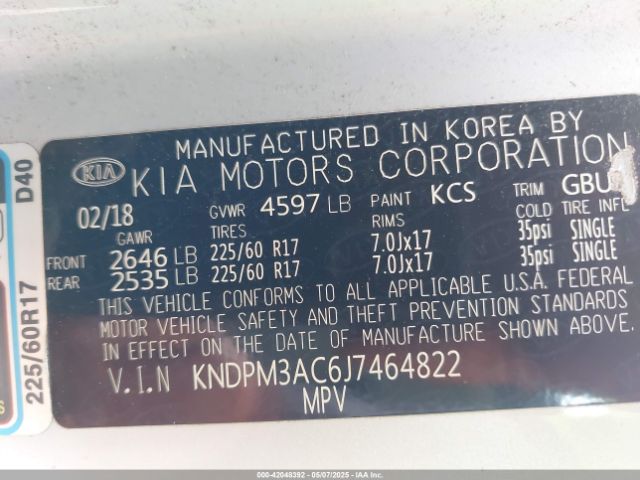 MANUFACTURED IN KOREA BY
KIA KIA MOTORS CORPORATION
02/18 GVWR 4597 LB PAINT KCS TRIM GBU
GAWR TIRES RIMS COLD TIRE INFL
FRONT 2646 LB 225/60 R17 7.0Jx17 35psi SINGLE
REAR 2535 LB 225/60 R17 7.0Jx17 35psi SINGLE
THIS VEHICLE CONFORMS TO ALL APPLICABLE U.S.A. FEDERAL
MOTOR VEHICLE SAFETY AND THEFT PREVENTION STANDARDS
IN EFFECT ON THE DATE OF MANUFACTURE SHOWN ABOVE.
V.I.N KNDPM3AC6J7464822
MPV
225/60R17 D40
000-42048392 - 05/07/2025 - IAAI.COM